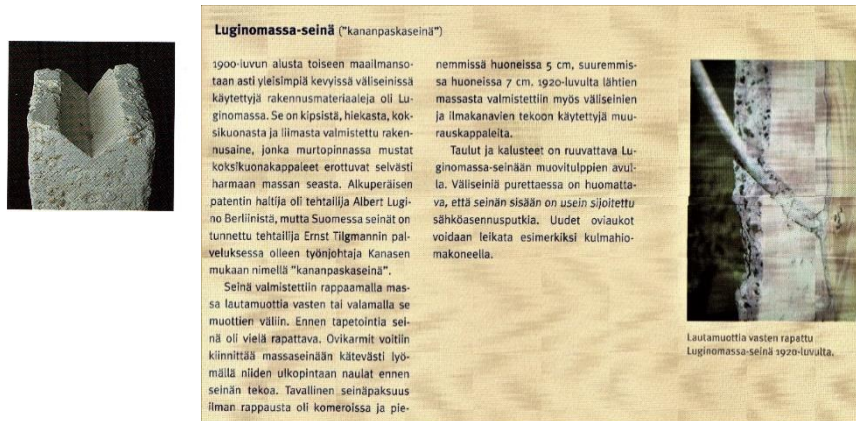 Luginomassa-seinä ("kananpaskaseinä")
1900-luvun alusta toiseen maailmanso-
taan asti yleisimpiä kevyissä väliseinissä
käytettyjä rakennusmateriaaleja oli Lu-
ginomassa. Se on kipsistä, hiekasta, kok-
sikuonasta ja liimasta valmistettu raken-
nusaine, jonka murtopinnassa mustat
koksikuonakappaleet erottuvat selvästi
harmaan massan seasta. Alkuperäisen
patentin haltija oli tehtailija Albert Lugi-
no Berliinistä, mutta Suomessa seinät on
tunnettu tehtailija Ernst Tilgmannin pal-
veluksessa olleen työnjohtaja Kanasen
mukaan nimellä "kananpaskaseinä".
Seinä valmistettiin rappaamalla mas-
sa lautamuottia vasten tai valamalla se
muottien väliin. Ennen tapetointia sei-
nä oli vielä rapattava. Ovikarmit voitiin
kiinnittää massaseinään kätevästi lyö-
mällä niiden ulkopintaan naulat ennen
seinän tekoa. Tavallinen seinäpaksuus
ilman rappausta oli komeroissa ja pie-
nemmissä huoneissa 5 cm, suuremmis-
sa huoneissa 7 cm. 1920-luvulta lähtien
massasta valmistettiin myös väliseinien
ja ilmakanavien tekoon käytettyjä muu-
rauskappaleita.
Taulut ja kalusteet on ruuvattava Lu-
ginomassa-seinään muovitulppien avul-
la. Väliseiniä purettaessa on huomatta-
va, että seinän sisään on usein sijoitettu
sähköasennusputkia. Uudet oviaukot
voidaan leikata esimerkiksi kulmahio-
makoneella.
Lautamuottia vasten rapattu
Luginomassa-seinä 1920-luvulta.